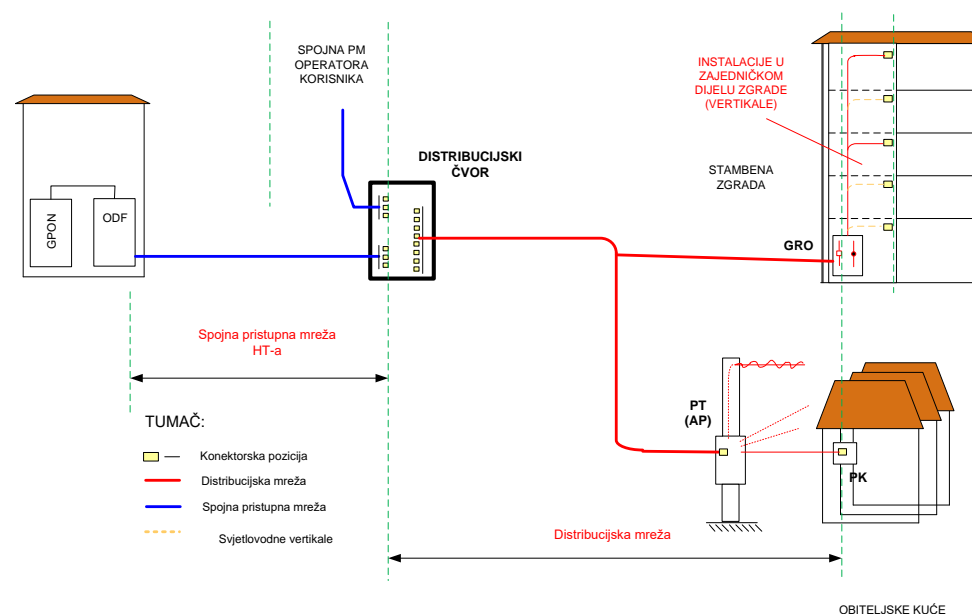 SPOJNA PM
OPERATORA
KORISNIKA
INSTALACIJE U
ZAJEDNIČKOM
DIJELU ZGRADE
(VERTIKALE)
DISTRIBUCIJSKI
ČVOR
STAMBENA
ZGRADA
GPON
ODF
GRO
Spojna pristupna mreža
HT-a
PT
(AP)
PK
TUMAČ:
Konektorska pozicija
Distribucijska mreža
Spojna pristupna mreža
Svjetlovodne vertikale
Distribucijska mreža
OBITELJSKE KUĆE